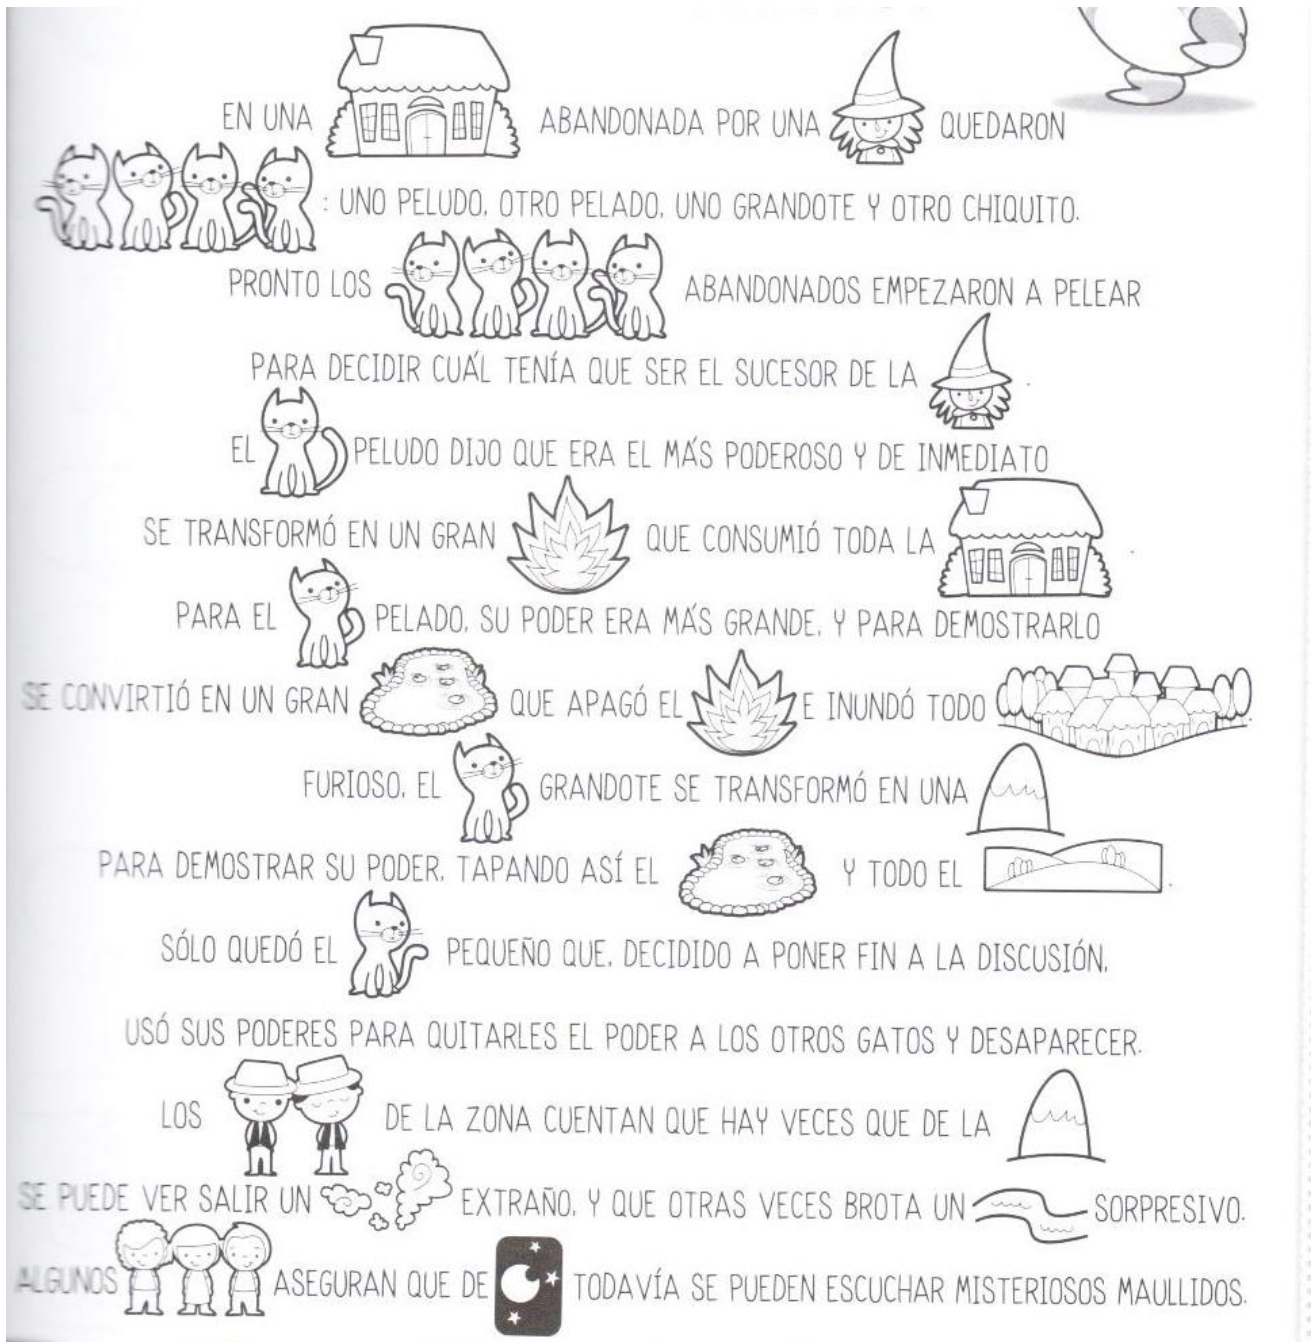 EN UNA ABANDONADA POR UNA QUEDARON
: UNO PELUDO, OTRO PELADO, UNO GRANDOTE Y OTRO CHIQUITO.
PRONTO LOS ABANDONADOS EMPEZARON A PELEAR
PARA DECIDIR CUÁL TENÍA QUE SER EL SUCESOR DE LA .
EL PELUDO DIJO QUE ERA EL MÁS PODEROSO Y DE INMEDIATO
SE TRANSFORMÓ EN UN GRAN QUE CONSUMIÓ TODA LA .
PARA EL PELADO, SU PODER ERA MÁS GRANDE, Y PARA DEMOSTRARLO
SE CONVIRTIÓ EN UN GRAN QUE APAGÓ EL E INUNDÓ TODO .
FURIOSO, EL GRANDOTE SE TRANSFORMÓ EN UNA
PARA DEMOSTRAR SU PODER, TAPANDO ASÍ EL Y TODO EL .
SÓLO QUEDÓ EL PEQUEÑO QUE, DECIDIDO A PONER FIN A LA DISCUSIÓN,
USÓ SUS PODERES PARA QUITARLES EL PODER A LOS OTROS GATOS Y DESAPARECER.
LOS DE LA ZONA CUENTAN QUE HAY VECES QUE DE LA
SE PUEDE VER SALIR UN EXTRAÑO, Y QUE OTRAS VECES BROTA UN SORPRESIVO.
ALGUNOS ASEGURAN QUE DE TODAVÍA SE PUEDEN ESCUCHAR MISTERIOSOS MAULLIDOS.